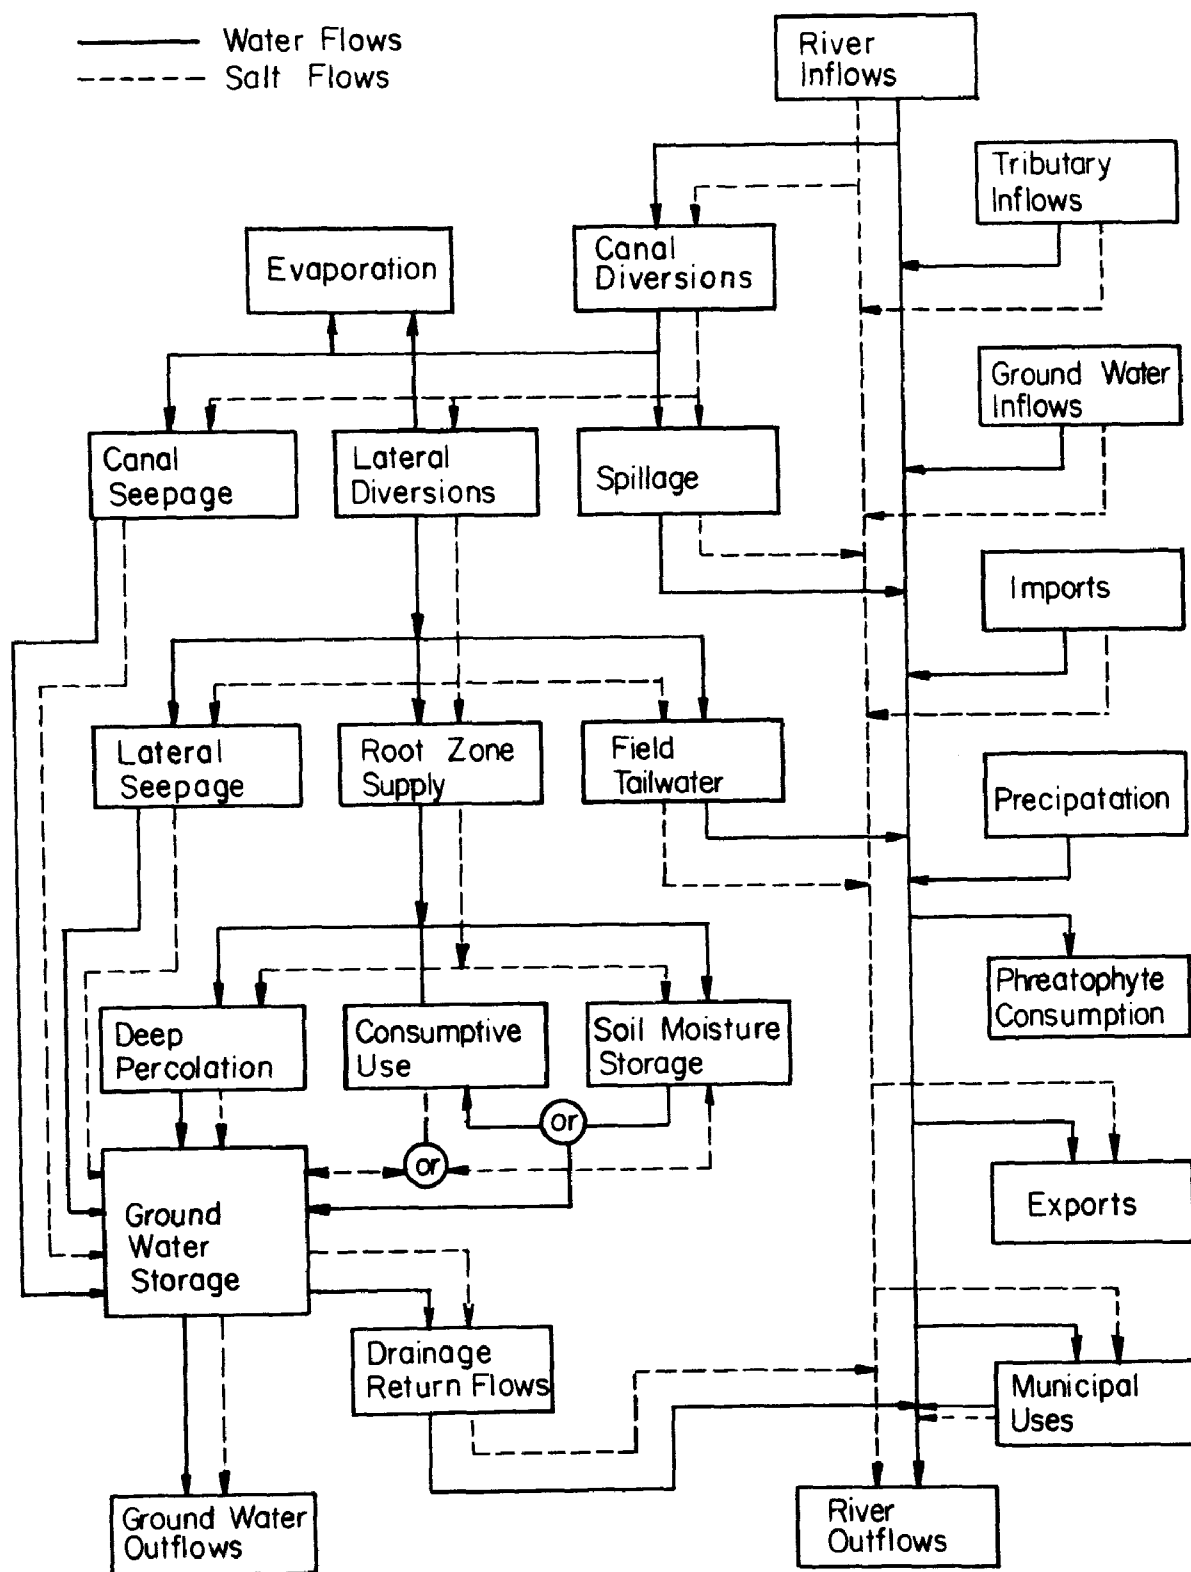 Water Flows
Salt Flows
River
Inflows
Tributary
Inflows
Evaporation
Canal
Diversions
Ground Water
Inflows
Canal
Seepage
Lateral
Diversions
Spillage
Imports
Lateral
Seepage
Root Zone
Supply
Field
Tailwater
Precipatation
Phreatophyte
Consumption
Deep
Percolation
Consumptive
Use
Soil Moisture
Storage
or
or
Exports
Ground
Water
Storage
Drainage
Return Flows
Municipal
Uses
Ground Water
Outflows
River
Outflows